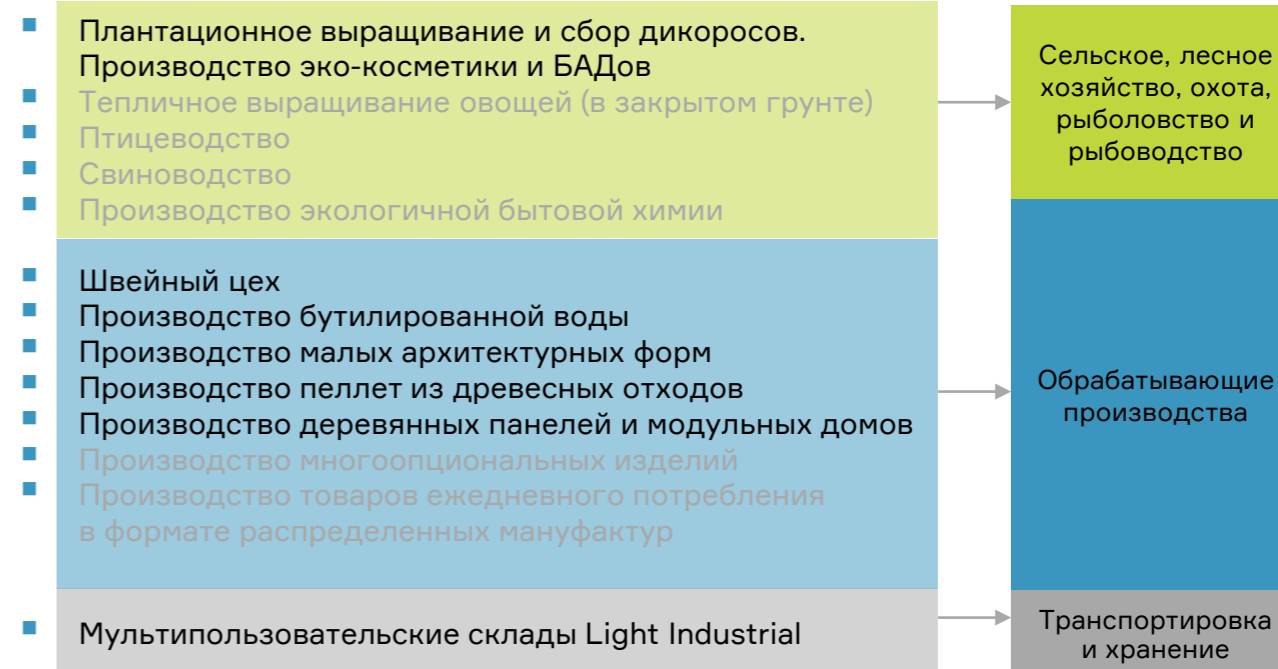 Плантационное выращивание и сбор дикоросов.
Производство эко-косметики и БАДов
Тепличное выращивание овощей (в закрытом грунте)
Птицеводство
Свиноводство
Производство экологичной бытовой химии
Сельское, лесное
хозяйство, охота,
рыболовство и
рыбоводство
Швейный цех
Производство бутилированной воды
Производство малых архитектурных форм
Производство пеллет из древесных отходов
Производство деревянных панелей и модульных домов
Производство многоопциональных изделий
Производство товаров ежедневного потребления
в формате распределенных мануфактур
Обрабатывающие
производства
Мультипользовательские склады Light Industrial
Транспортировка
и хранение